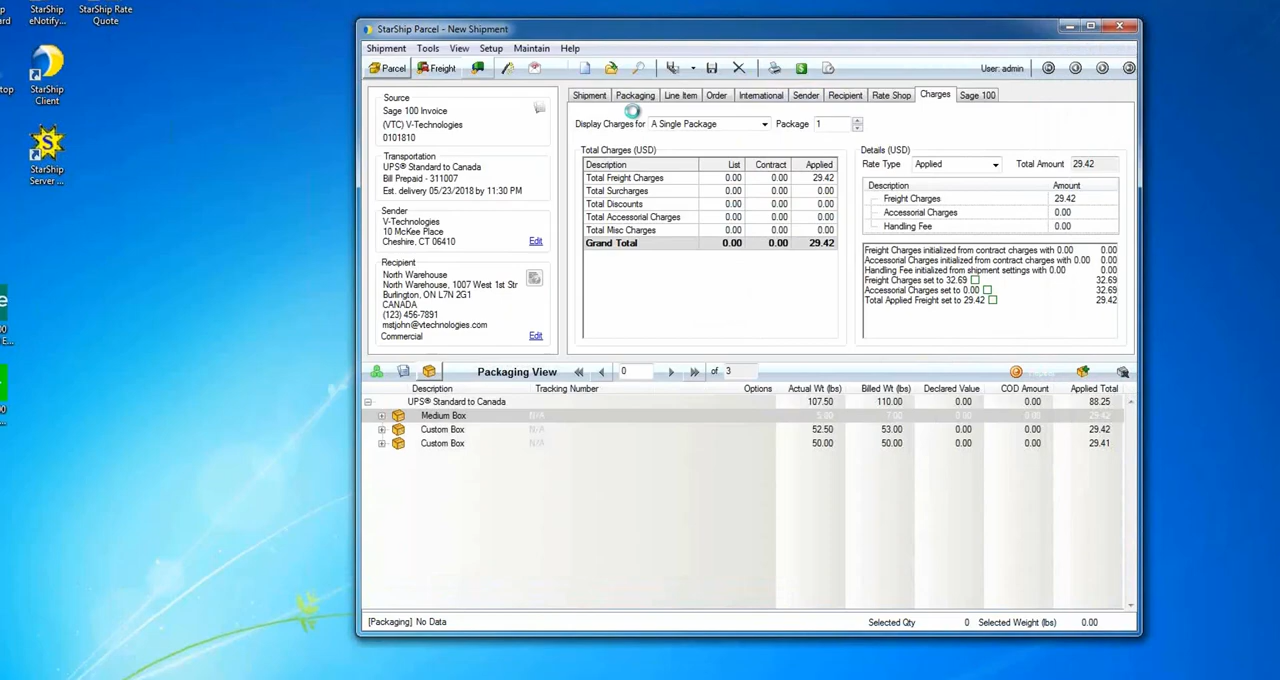 StarShip
eNotify...
StarShip Rate
Quote
StarShip
Client
StarShip
Server ...
StarShip Parcel - New Shipment
Shipment Tools View Setup Maintain Help
Parcel Freight User: admin
Source
Sage 100 Invoice
(VTC) V-Technologies
0101810
Transportation
UPS® Standard to Canada
Bill Prepaid - 311007
Est. delivery 05/23/2018 by 11:30 PM
Sender
V-Technologies
10 McKee Place
Cheshire, CT 06410 Edit
Recipient
North Warehouse
North Warehouse, 1007 West 1st Str
Burlington, ON L7N 2G1
CANADA
(123) 456-7891
mstjohn@vtechnologies.com
Commercial Edit
Shipment Packaging Line Item Order International Sender Recipient Rate Shop Charges Sage 100
Display Charges for A Single Package Package 1
Total Charges (USD)
Description List Contract Applied
Total Freight Charges 0.00 0.00 29.42
Total Surcharges 0.00 0.00 0.00
Total Discounts 0.00 0.00 0.00
Total Accessorial Charges 0.00 0.00 0.00
Total Misc Charges 0.00 0.00 0.00
Grand Total 0.00 0.00 29.42
Details (USD)
Rate Type Applied Total Amount 29.42
Description Amount
Freight Charges 29.42
Accessorial Charges 0.00
Handling Fee 0.00
Freight Charges initialized from contract charges with 0.00 0.00
Accessorial Charges initialized from contract charges with 0.00 0.00
Handling Fee initialized from shipment settings with 0.00 0.00
Freight Charges set to 32.69 32.69
Accessorial Charges set to 0.00 32.69
Total Applied Freight set to 29.42 29.42
Packaging View 0 of 3
Description Tracking Number Options Actual Wt (lbs) Billed Wt (lbs) Declared Value COD Amount Applied Total
UPS® Standard to Canada 107.50 110.00 0.00 0.00 88.25
Medium Box N/A 5.00 7.00 0.00 0.00 29.42
Custom Box N/A 52.50 53.00 0.00 0.00 29.42
Custom Box N/A 50.00 50.00 0.00 0.00 29.41
[Packaging] No Data Selected Qty 0 Selected Weight (lbs) 0.00